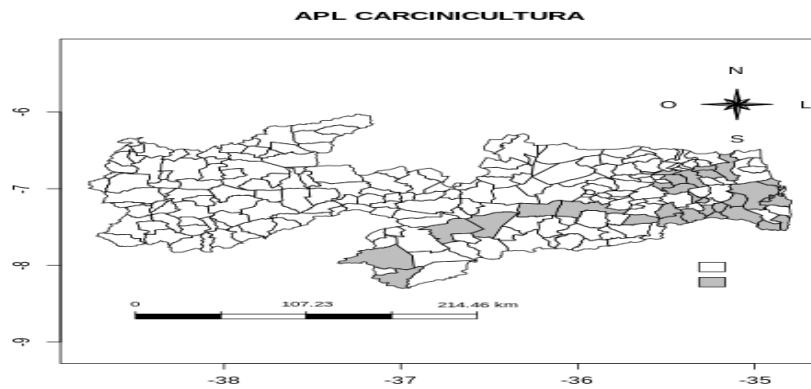 APL CARCINICULTURA
N
O
L
S
-6
-7
-8
-9
0
107.23
214.46 km
-38
-37
-36
-35